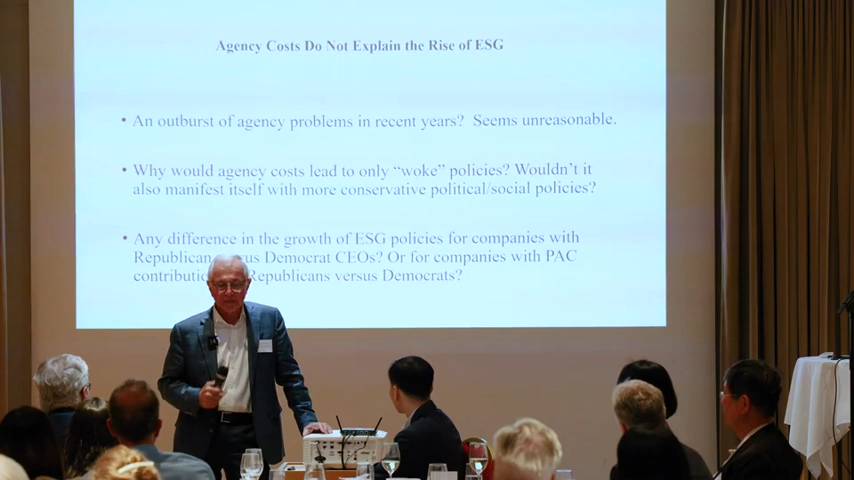 Agency Costs Do Not Explain the Rise of ESG
• An outburst of agency problems in recent years? Seems unreasonable.
• Why would agency costs lead to only “woke” policies? Wouldn’t it
also manifest itself with more conservative political/social policies?
• Any difference in the growth of ESG policies for companies with
Republican Democrat CEOs? Or for companies with PAC
Republicans versus Democrats?